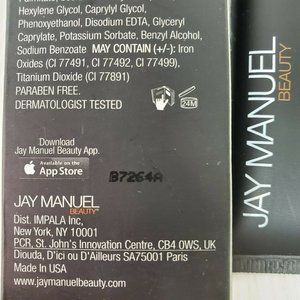 Hexylene Glycol, Caprylyl Glycol,
Phenoxyethanol, Disodium EDTA, Glyceryl
Caprylate, Potassium Sorbate, Benzyl Alcohol,
Sodium Benzoate MAY CONTAIN (+/-): Iron
Oxides (CI 77491, CI 77492, CI 77499),
Titanium Dioxide (CI 77891)
PARABEN FREE.
DERMATOLOGIST TESTED
24M
Download
Jay Manuel Beauty App.
Available on the
App Store
B7264A
JAY MANUEL
BEAUTY
Dist. IMPALA Inc,
New York, NY 10001
PCR, St. John's Innovation Centre, CB4 0WS, UK
Diouda, D'ici ou D'Ailleurs SA75001 Paris
Made in USA
www.jaymanuelbeauty.com
JAY MANUEL
BEAUTY